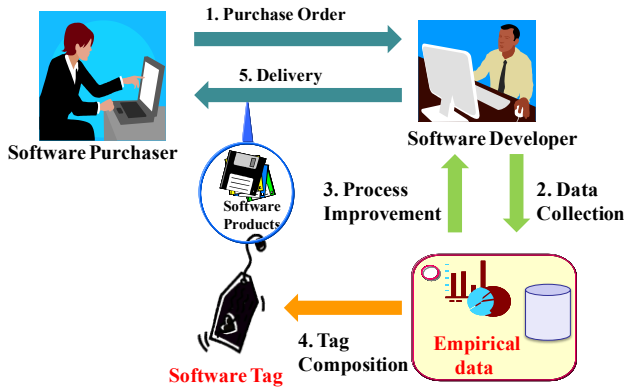 1. Purchase Order
5. Delivery
Software Purchaser
Software Developer
Software
Products
3. Process
Improvement
2. Data
Collection
4. Tag
Composition
Software Tag
Empirical
data